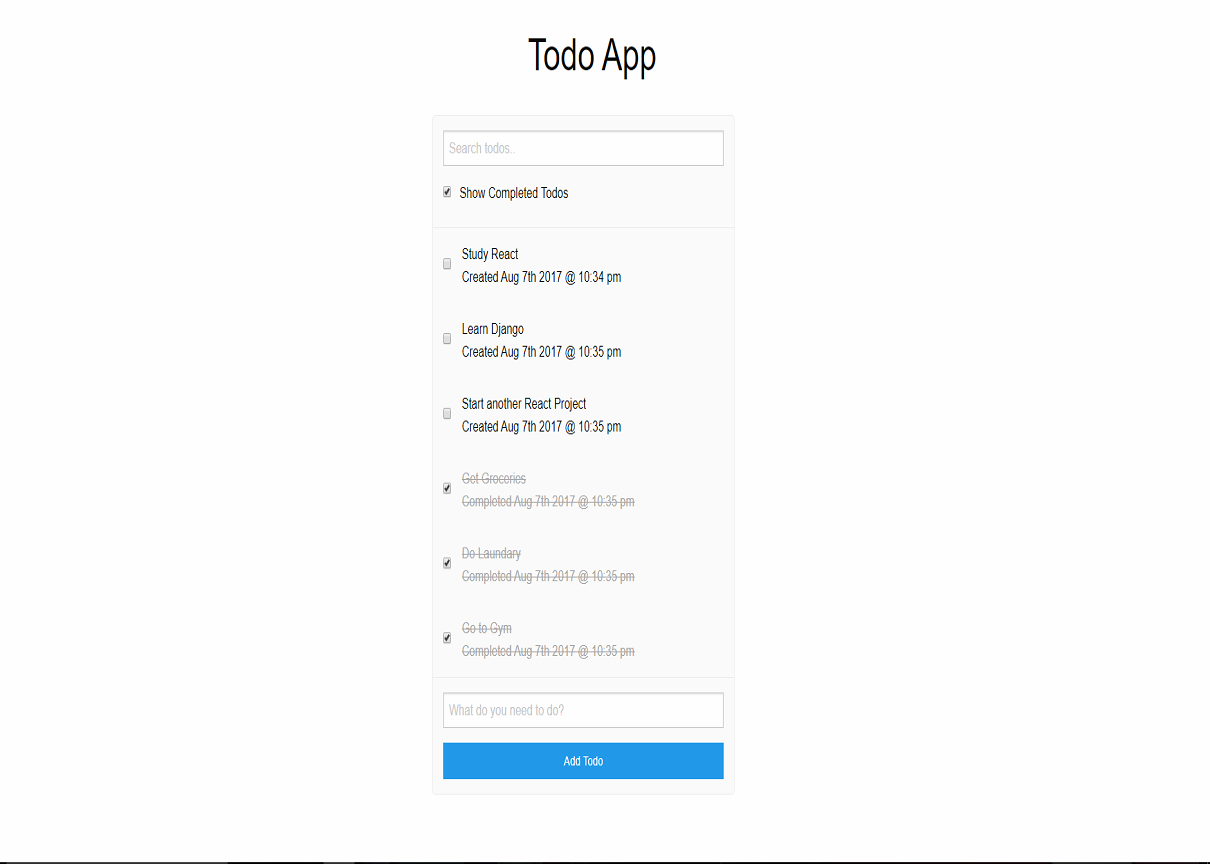 Todo App
Search todos..
Show Completed Todos
Study React
Created Aug 7th 2017 @ 10:34 pm
Learn Django
Created Aug 7th 2017 @ 10:35 pm
Start another React Project
Created Aug 7th 2017 @ 10:35 pm
Get Groceries
Completed Aug 7th 2017 @ 10:35 pm
Do Laundary
Completed Aug 7th 2017 @ 10:35 pm
Go to Gym
Completed Aug 7th 2017 @ 10:35 pm
What do you need to do?
Add Todo